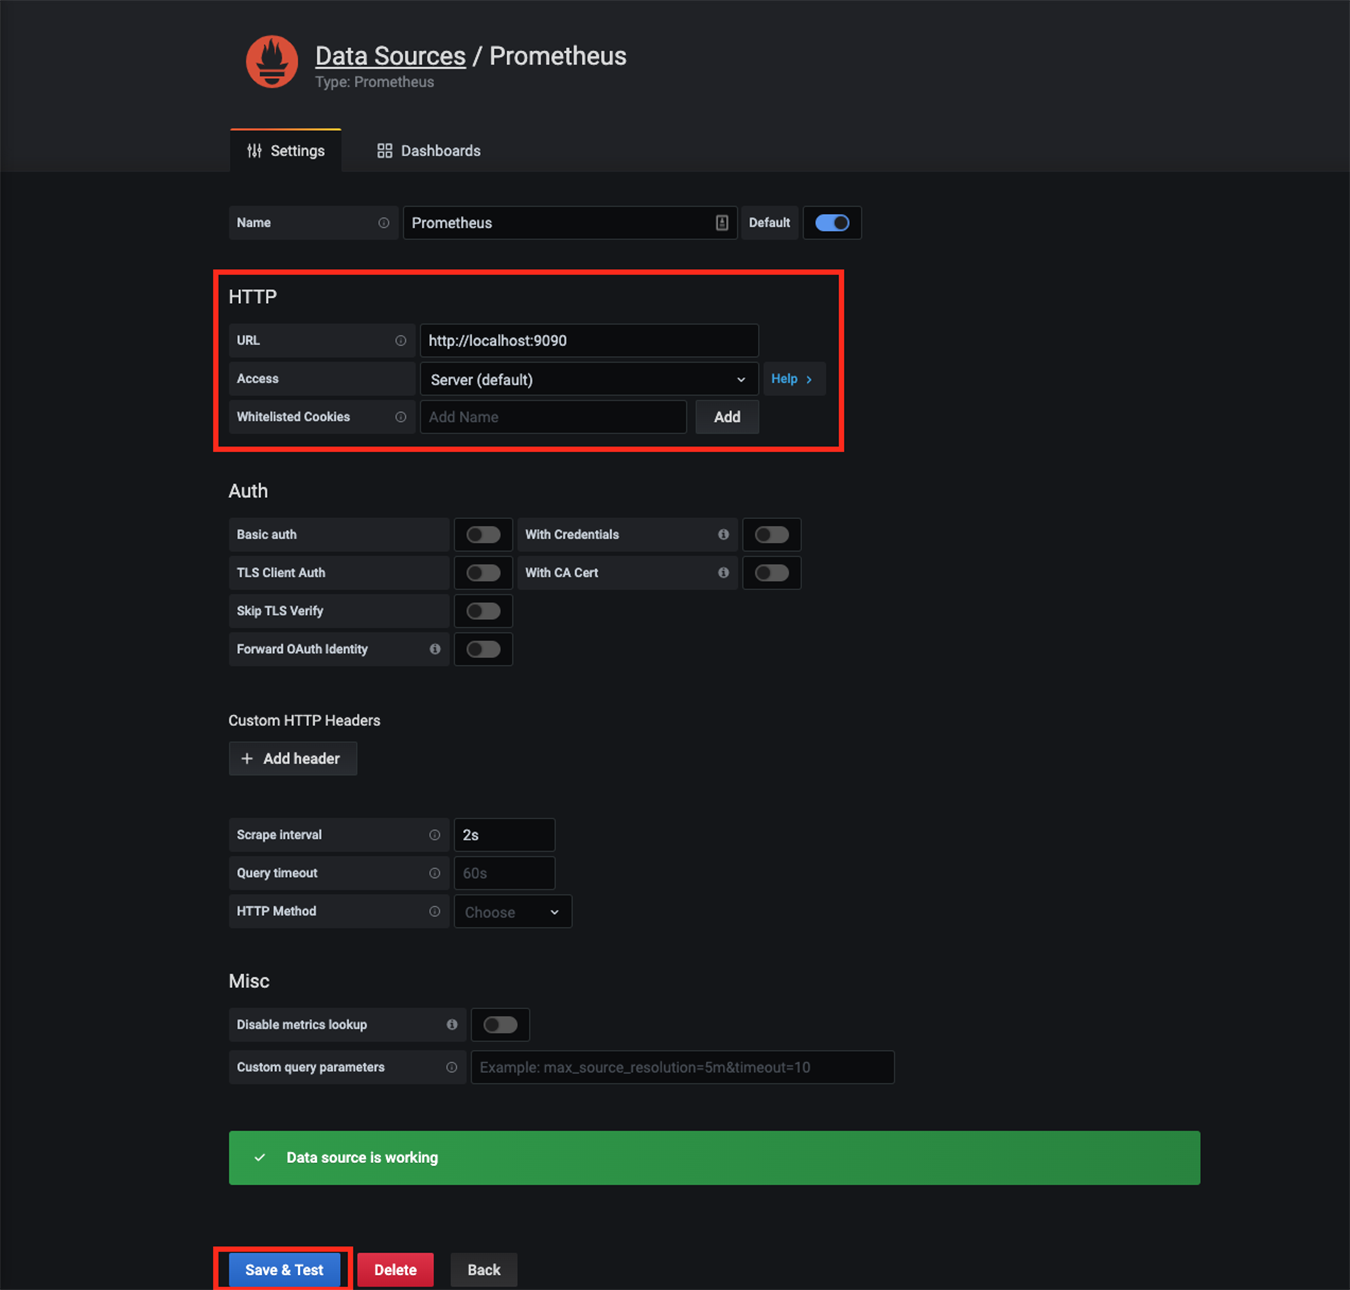 Data Sources / Prometheus
Type: Prometheus
Settings
Dashboards
Name
Prometheus
Default
HTTP
URL
http://localhost:9090
Access
Server (default)
Help
Whitelisted Cookies
Add Name
Add
Auth
Basic auth
With Credentials
TLS Client Auth
With CA Cert
Skip TLS Verify
Forward OAuth Identity
Custom HTTP Headers
+ Add header
Scrape interval
2s
Query timeout
60s
HTTP Method
Choose
Misc
Disable metrics lookup
Custom query parameters
Example: max_source_resolution=5m&timeout=10
Data source is working
Save & Test
Delete
Back